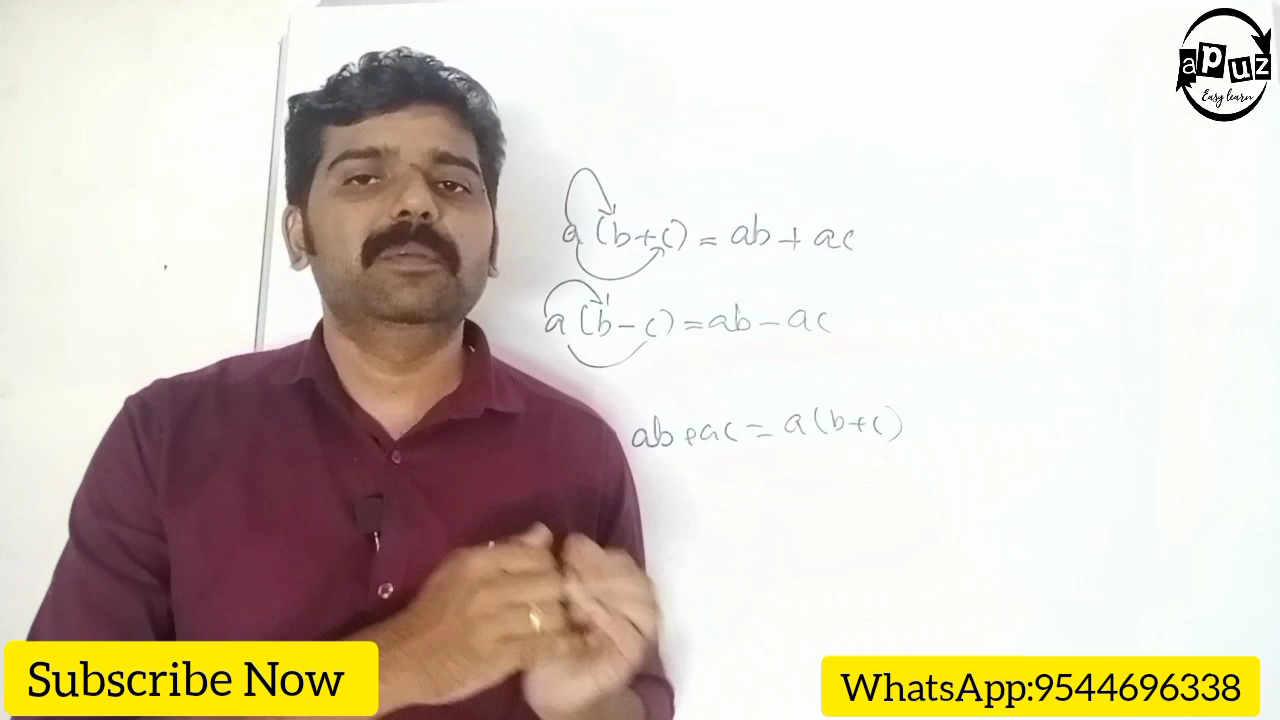 apuz
Easy learn
a(b+c) = ab + ac
a(b-c) = ab - ac
ab+ac = a(b+c)
Subscribe Now
WhatsApp:9544696338